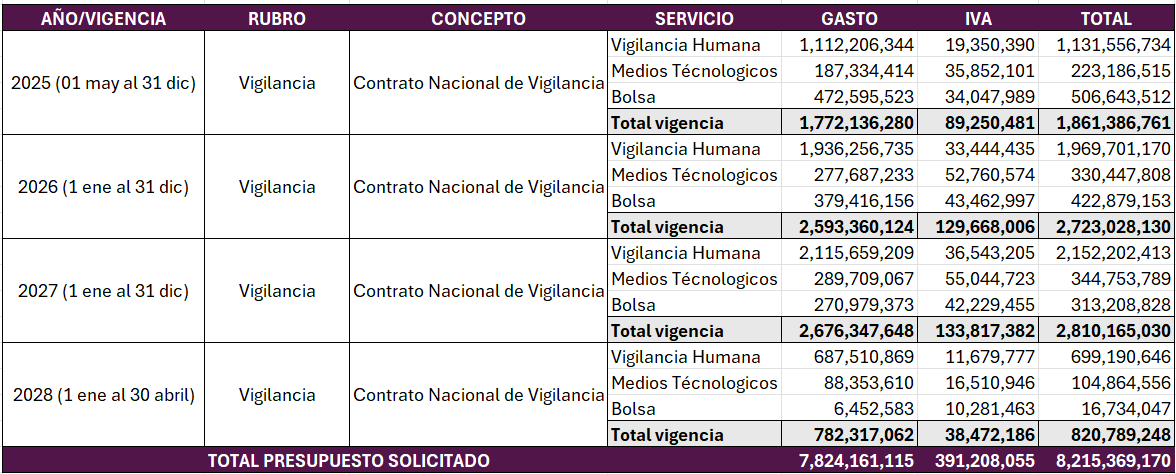 AÑO/VIGENCIA RUBRO CONCEPTO SERVICIO GASTO IVA TOTAL
Vigilancia Humana 1,112,206,344 19,350,390 1,131,556,734
2025 (01 may al 31 dic) Vigilancia Contrato Nacional de Vigilancia Medios Técnologicos 187,334,414 35,852,101 223,186,515
Bolsa 472,595,523 34,047,989 506,643,512
Total vigencia 1,772,136,280 89,250,481 1,861,386,761
Vigilancia Humana 1,936,256,735 33,444,435 1,969,701,170
2026 (1 ene al 31 dic) Vigilancia Contrato Nacional de Vigilancia Medios Técnologicos 277,687,233 52,760,574 330,447,808
Bolsa 379,416,156 43,462,997 422,879,153
Total vigencia 2,593,360,124 129,668,006 2,723,028,130
Vigilancia Humana 2,115,659,209 36,543,205 2,152,202,413
2027 (1 ene al 31 dic) Vigilancia Contrato Nacional de Vigilancia Medios Técnologicos 289,709,067 55,044,723 344,753,789
Bolsa 270,979,373 42,229,455 313,208,828
Total vigencia 2,676,347,648 133,817,382 2,810,165,030
Vigilancia Humana 687,510,869 11,679,777 699,190,646
2028 (1 ene al 30 abril) Vigilancia Contrato Nacional de Vigilancia Medios Técnologicos 88,353,610 16,510,946 104,864,556
Bolsa 6,452,583 10,281,463 16,734,047
Total vigencia 782,317,062 38,472,186 820,789,248
TOTAL PRESUPUESTO SOLICITADO 7,824,161,115 391,208,055 8,215,369,170